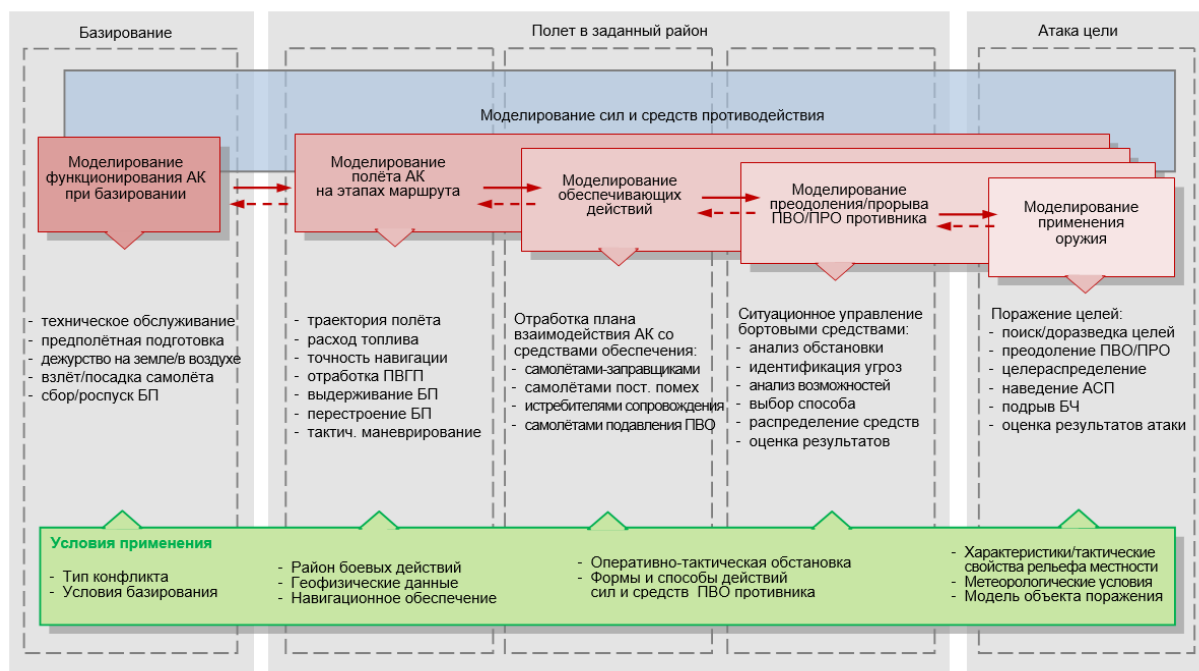 Базирование
Полет в заданный район
Атака цели
Моделирование сил и средств противодействия
Моделирование
функционирования АК
при базировании
Моделирование
полёта АК
на этапах маршрута
Моделирование
обеспечивающих
действий
Моделирование
преодоления/прорыва
ПВО/ПРО противника
Моделирование
применения
оружия
- техническое обслуживание
- предполётная подготовка
- дежурство на земле/в воздухе
- взлёт/посадка самолёта
- сбор/роспуск БП
- траектория полёта
- расход топлива
- точность навигации
- отработка ПВГП
- выдерживание БП
- перестроение БП
- тактич. маневрирование
Отработка плана
взаимодействия АК со
средствами обеспечения:
- самолётами-заправщиками
- самолётами пост. помех
- истребителями сопровождения
- самолётами подавления ПВО
Ситуационное управление
бортовыми средствами:
- анализ обстановки
- идентификация угроз
- анализ возможностей
- выбор способа
- распределение средств
- оценка результатов
Поражение целей:
- поиск/доразведка целей
- преодоление ПВО/ПРО
- целераспределение
- наведение АСП
- подрыв БЧ
- оценка результатов атаки
Условия применения
- Тип конфликта
- Условия базирования
- Район боевых действий
- Геофизические данные
- Навигационное обеспечение
- Оперативно-тактическая обстановка
- Формы и способы действий
сил и средств ПВО противника
- Характеристики/тактические
свойства рельефа местности
- Метеорологические условия
- Модель объекта поражения